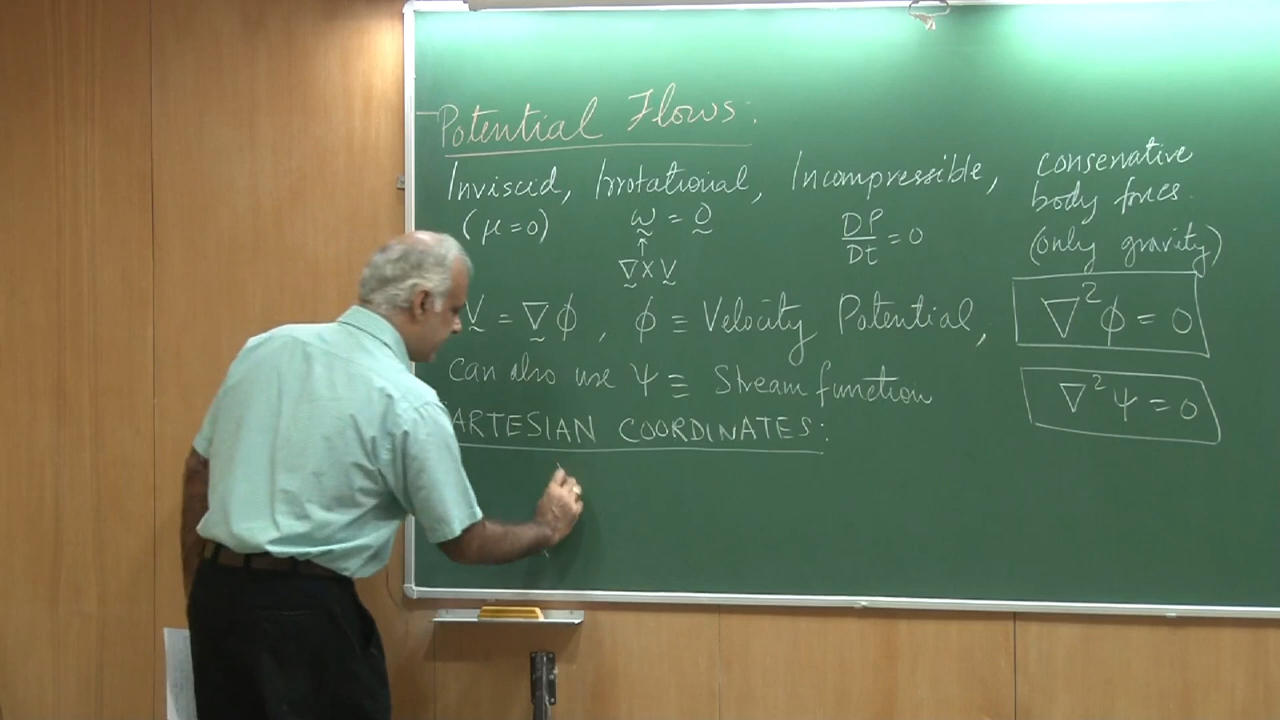 Potential Flows:
Inviscid, Irrotational, Incompressible, conservative body forces.
(μ=0) ω = 0 Dρ/Dt = 0 (only gravity)
∇×V
V = ∇φ, φ ≡ Velocity Potential, ∇²φ = 0
can also use ψ ≡ Stream function ∇²ψ = 0
ARTESIAN COORDINATES: